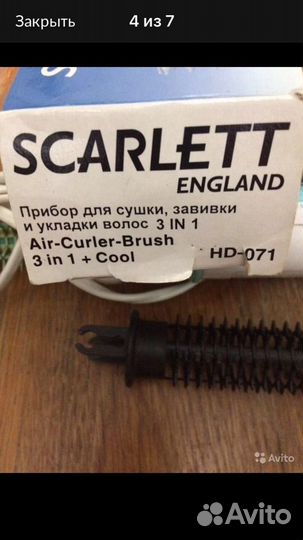 Закрыть
4 из 7
S
SCARLETT
ENGLAND
Прибор для сушки, завивки
и укладки волос 3 IN 1
Air-Curler-Brush
3 in 1 + Cool
HD-071
Avito
Avito